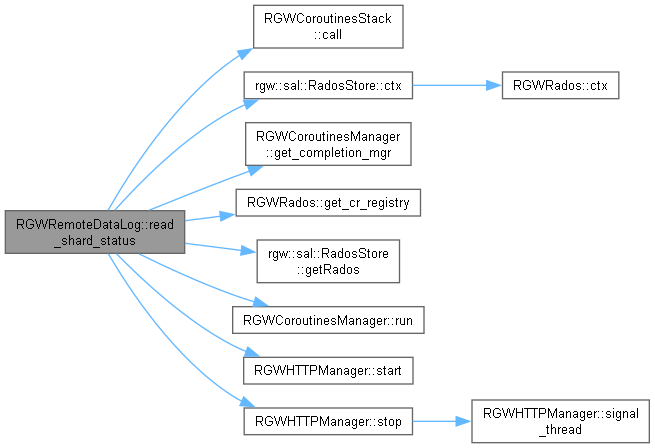 RGWCoroutinesStack
::call
rgw::sal::RadosStore::ctx
RGWRados::ctx
RGWCoroutinesManager
::get_completion_mgr
RGWRados::get_cr_registry
RGWRemoteDataLog::read
_shard_status
rgw::sal::RadosStore
::getRados
RGWCoroutinesManager::run
RGWHTTPManager::start
RGWHTTPManager::stop
RGWHTTPManager::signal
_thread